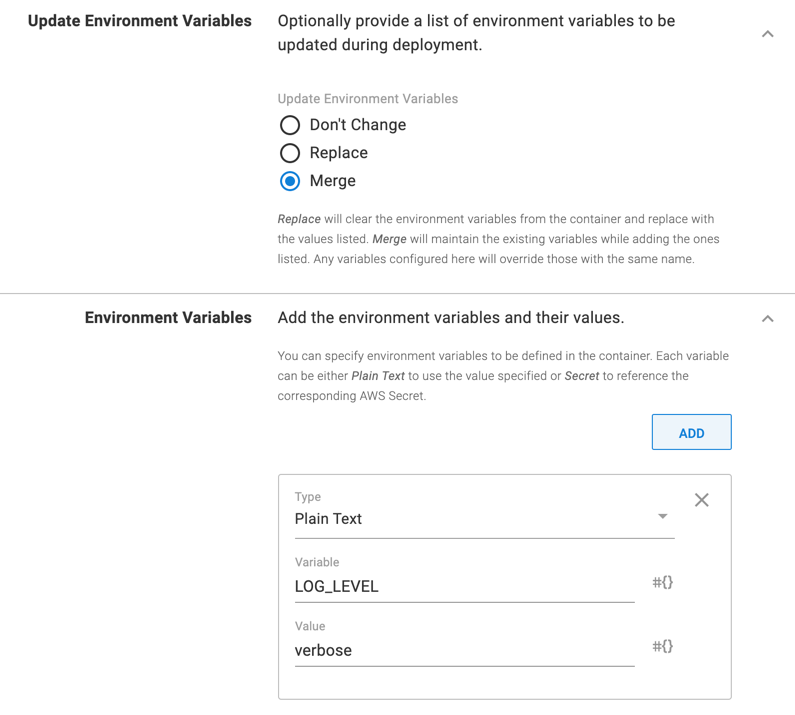 Update Environment Variables
Optionally provide a list of environment variables to be
updated during deployment.
Update Environment Variables
Don't Change
Replace
Merge
Replace will clear the environment variables from the container and replace with
the values listed. Merge will maintain the existing variables while adding the ones
listed. Any variables configured here will override those with the same name.
Environment Variables
Add the environment variables and their values.
You can specify environment variables to be defined in the container. Each variable
can be either Plain Text to use the value specified or Secret to reference the
corresponding AWS Secret.
ADD
Type
Plain Text
Variable
LOG_LEVEL
#{}
Value
verbose
#{}